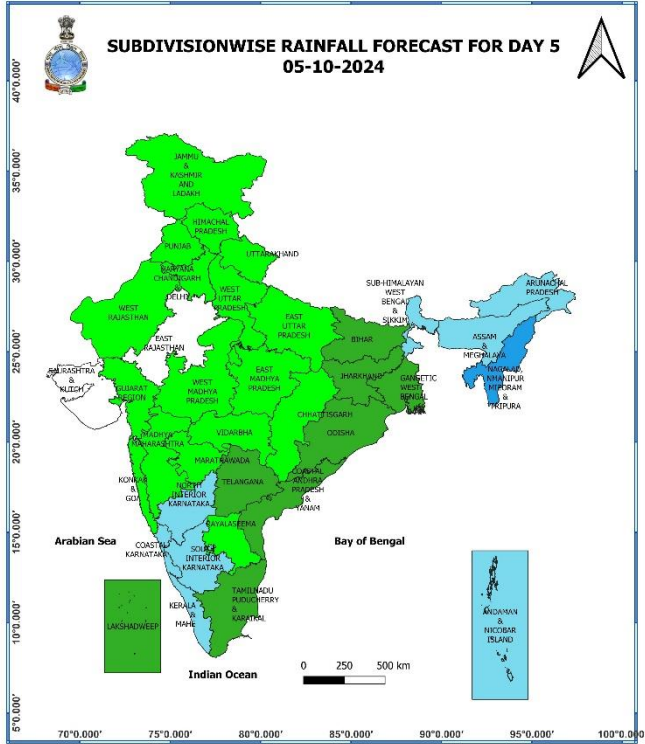 SUBDIVISIONWISE RAINFALL FORECAST FOR DAY 5
05-10-2024
40°0.000'
35°0.000'
30°0.000'
25°0.000'
20°0.000'
15°0.000'
10°0.000'
5°0.000'
JAMMU
&
KASHMIR
AND
LADAKH
HIMACHAL
PRADESH
PUNJAB
UTTARAKHAND
HARYANA
CHANDIGARH
&
DELHI
WEST
UTTAR
PRADESH
WEST
RAJASTHAN
EAST
RAJASTHAN
EAST
UTTAR
PRADESH
SUB-HIMALAYAN
WEST
BENGAL
&
SIKKIM
ARUNACHAL
PRADESH
ASSAM
&
MEGHALAYA
BIHAR
JHARKHAND
GANGETIC
WEST
BENGAL
SAURASHTRA
&
KUTCH
GUJARAT
REGION
WEST
MADHYA
PRADESH
EAST
MADHYA
PRADESH
CHHATTISGARH
ODISHA
MADHYA
MAHARASHTRA
VIDARBHA
MARATHWADA
TELANGANA
COASTAL
ANDHRA
PRADESH
&
YANAM
KONKAN
&
GOA
NORTH
INTERIOR
KARNATAKA
RAYALASEEMA
Arabian Sea
COASTAL
KARNATAKA
SOUTH
INTERIOR
KARNATAKA
Bay of Bengal
KERALA
&
MAHE
TAMILNADU
PUDUCHERRY
&
KARAIKAL
LAKSHADWEEP
ANDAMAN
&
NICOBAR
ISLAND
Indian Ocean
0 250 500 km
70°0.000' 75°0.000' 80°0.000' 85°0.000' 90°0.000' 95°0.000' 100°0.000'